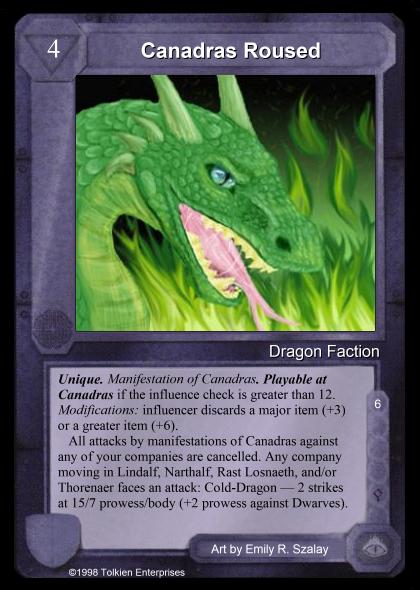 4
Canadras Roused
Dragon Faction
Unique. Manifestation of Canadras. Playable at
Canadras if the influence check is greater than 12.
Modifications: influencer discards a major item (+3)
or a greater item (+6).
All attacks by manifestations of Canadras against
any of your companies are cancelled. Any company
moving in Lindalf, Narthalf, Rast Losnaeth, and/or
Thorenaer faces an attack: Cold-Dragon — 2 strikes
at 15/7 prowess/body (+2 prowess against Dwarves).
6
Art by Emily R. Szalay
©1998 Tolkien Enterprises